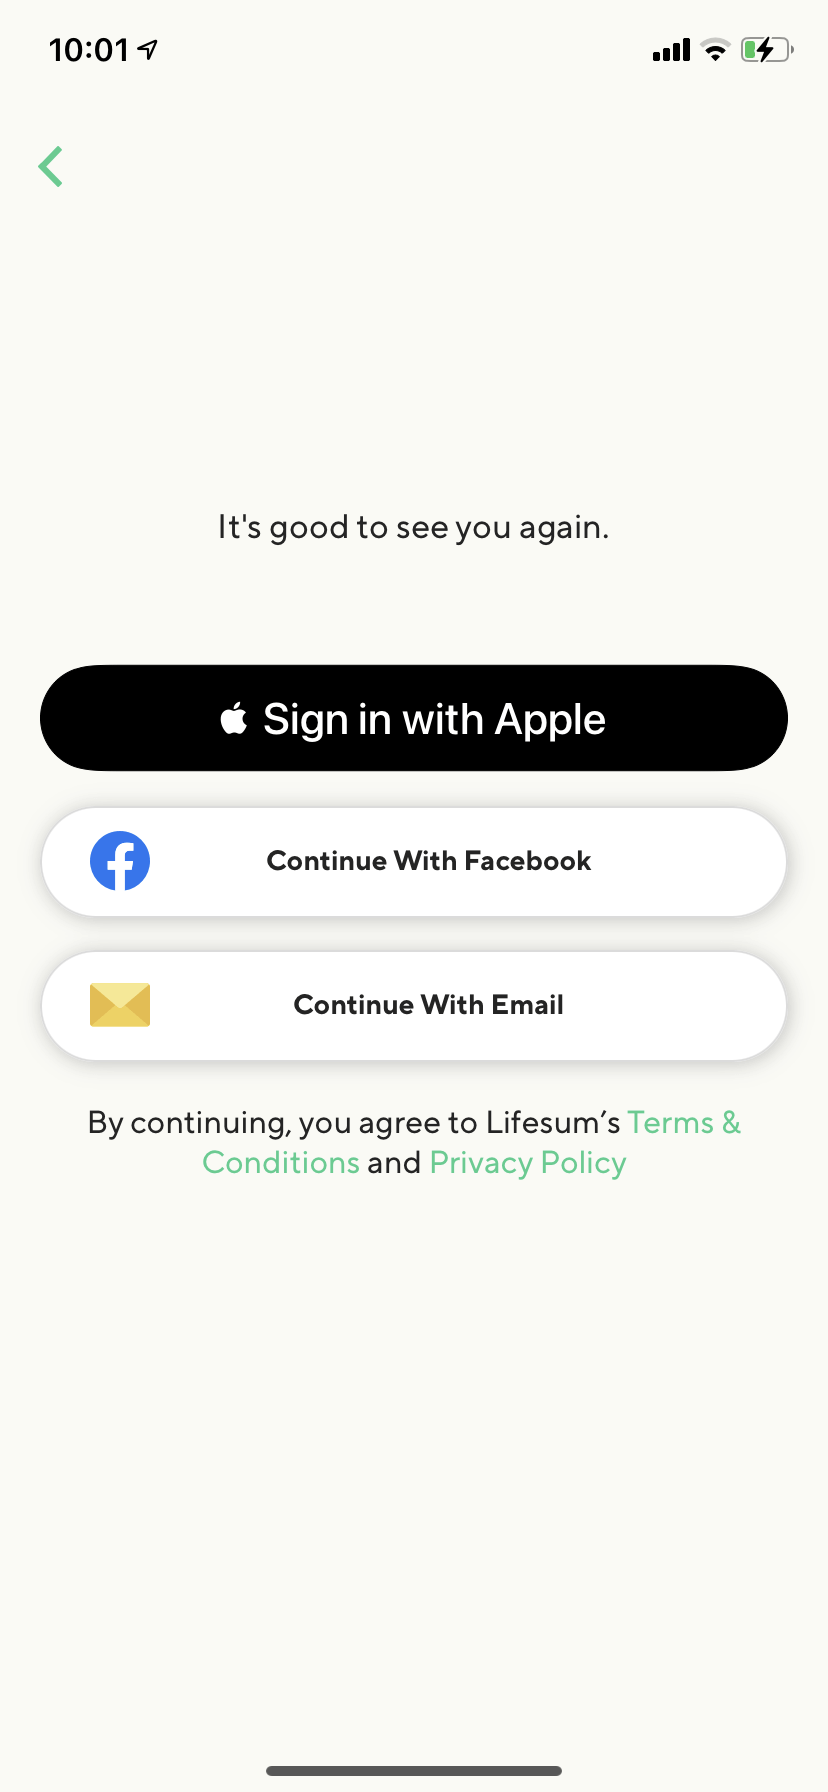 10:01
It's good to see you again.
Sign in with Apple
Continue With Facebook
Continue With Email
By continuing, you agree to Lifesum’s Terms &
Conditions and Privacy Policy